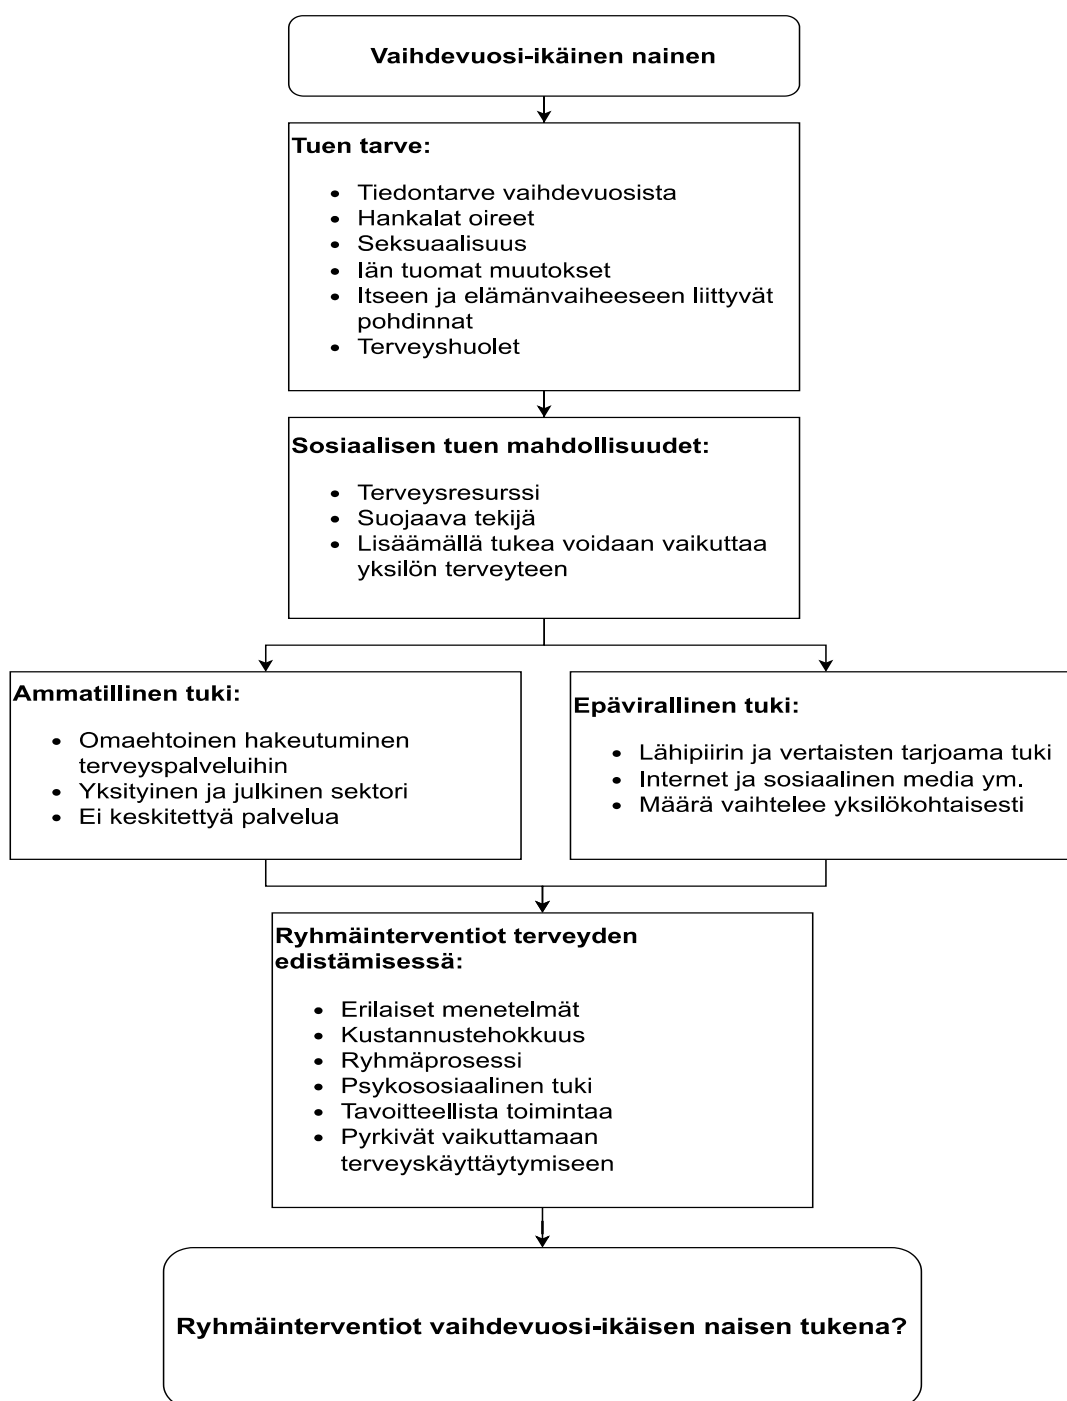 Vaihdevuosi-ikäinen nainen
Tuen tarve:
• Tiedontarve vaihdevuosista
• Hankalat oireet
• Seksuaalisuus
• Iän tuomat muutokset
• Itseen ja elämänvaiheeseen liittyvät
pohdinnat
• Terveyshuolet
Sosiaalisen tuen mahdollisuudet:
• Terveysresurssi
• Suojaava tekijä
• Lisäämällä tukea voidaan vaikuttaa
yksilön terveyteen
Ammatillinen tuki:
• Omaehtoinen hakeutuminen
terveyspalveluihin
• Yksityinen ja julkinen sektori
• Ei keskitettyä palvelua
Epävirallinen tuki:
• Lähipiirin ja vertaisten tarjoama tuki
• Internet ja sosiaalinen media ym.
• Määrä vaihtelee yksilökohtaisesti
Ryhmäinterventiot terveyden
edistämisessä:
• Erilaiset menetelmät
• Kustannustehokkuus
• Ryhmäprosessi
• Psykososiaalinen tuki
• Tavoitteellista toimintaa
• Pyrkivät vaikuttamaan
terveyskäyttäytymiseen
Ryhmäinterventiot vaihdevuosi-ikäisen naisen tukena?